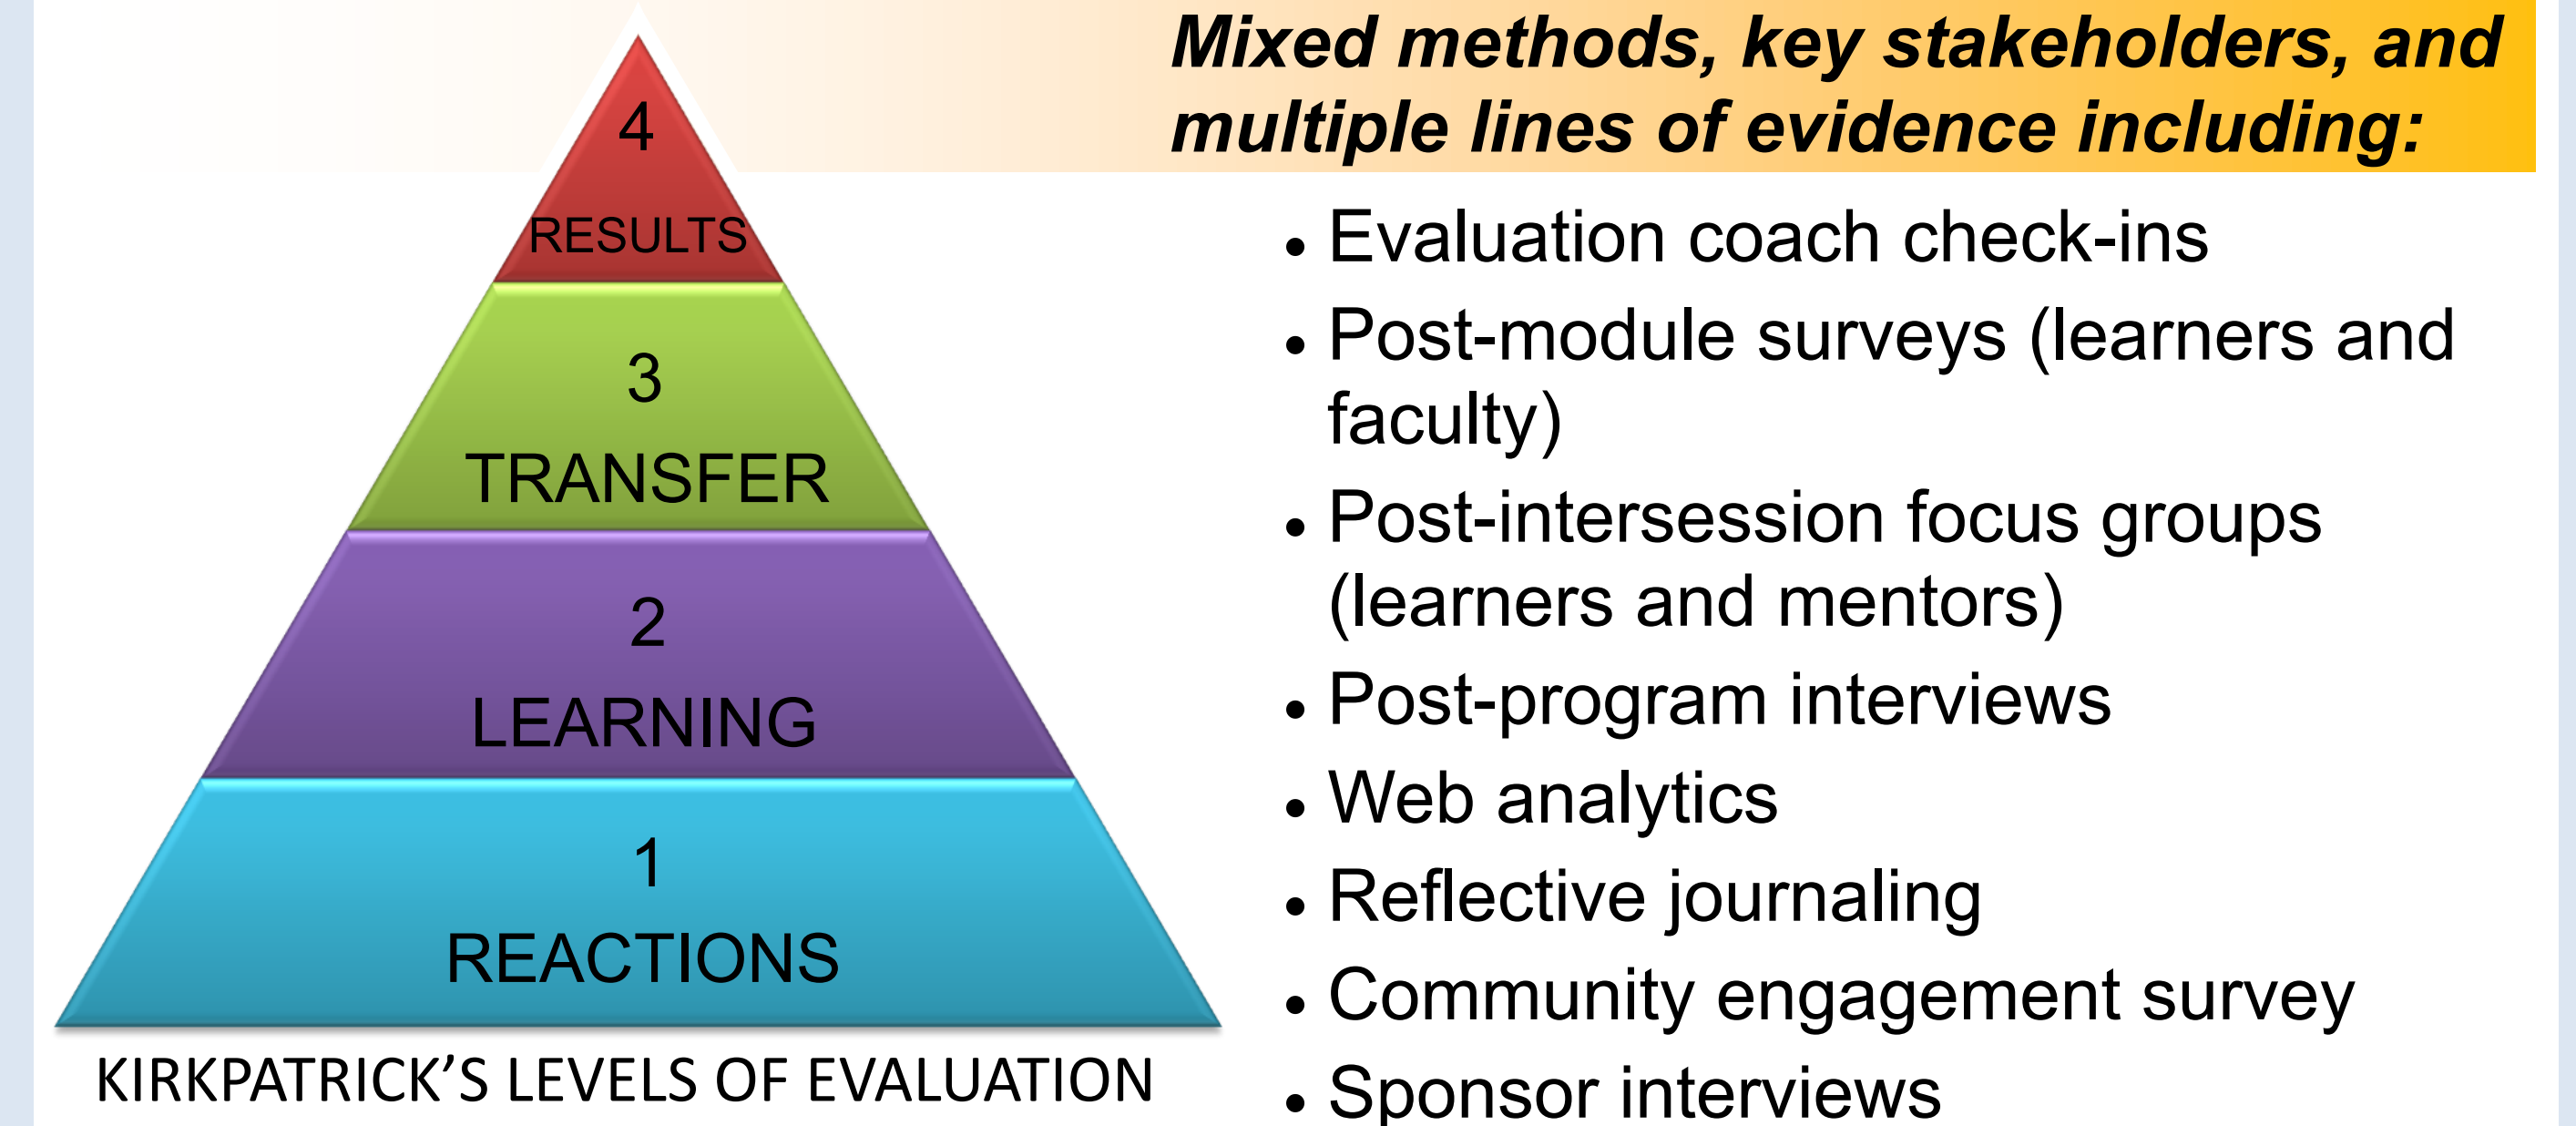 4
RESULTS
3
TRANSFER
2
LEARNING
1
REACTIONS
KIRKPATRICK’S LEVELS OF EVALUATION
Mixed methods, key stakeholders, and
multiple lines of evidence including:
• Evaluation coach check-ins
• Post-module surveys (learners and
faculty)
• Post-intersession focus groups
(learners and mentors)
• Post-program interviews
• Web analytics
• Reflective journaling
• Community engagement survey
• Sponsor interviews